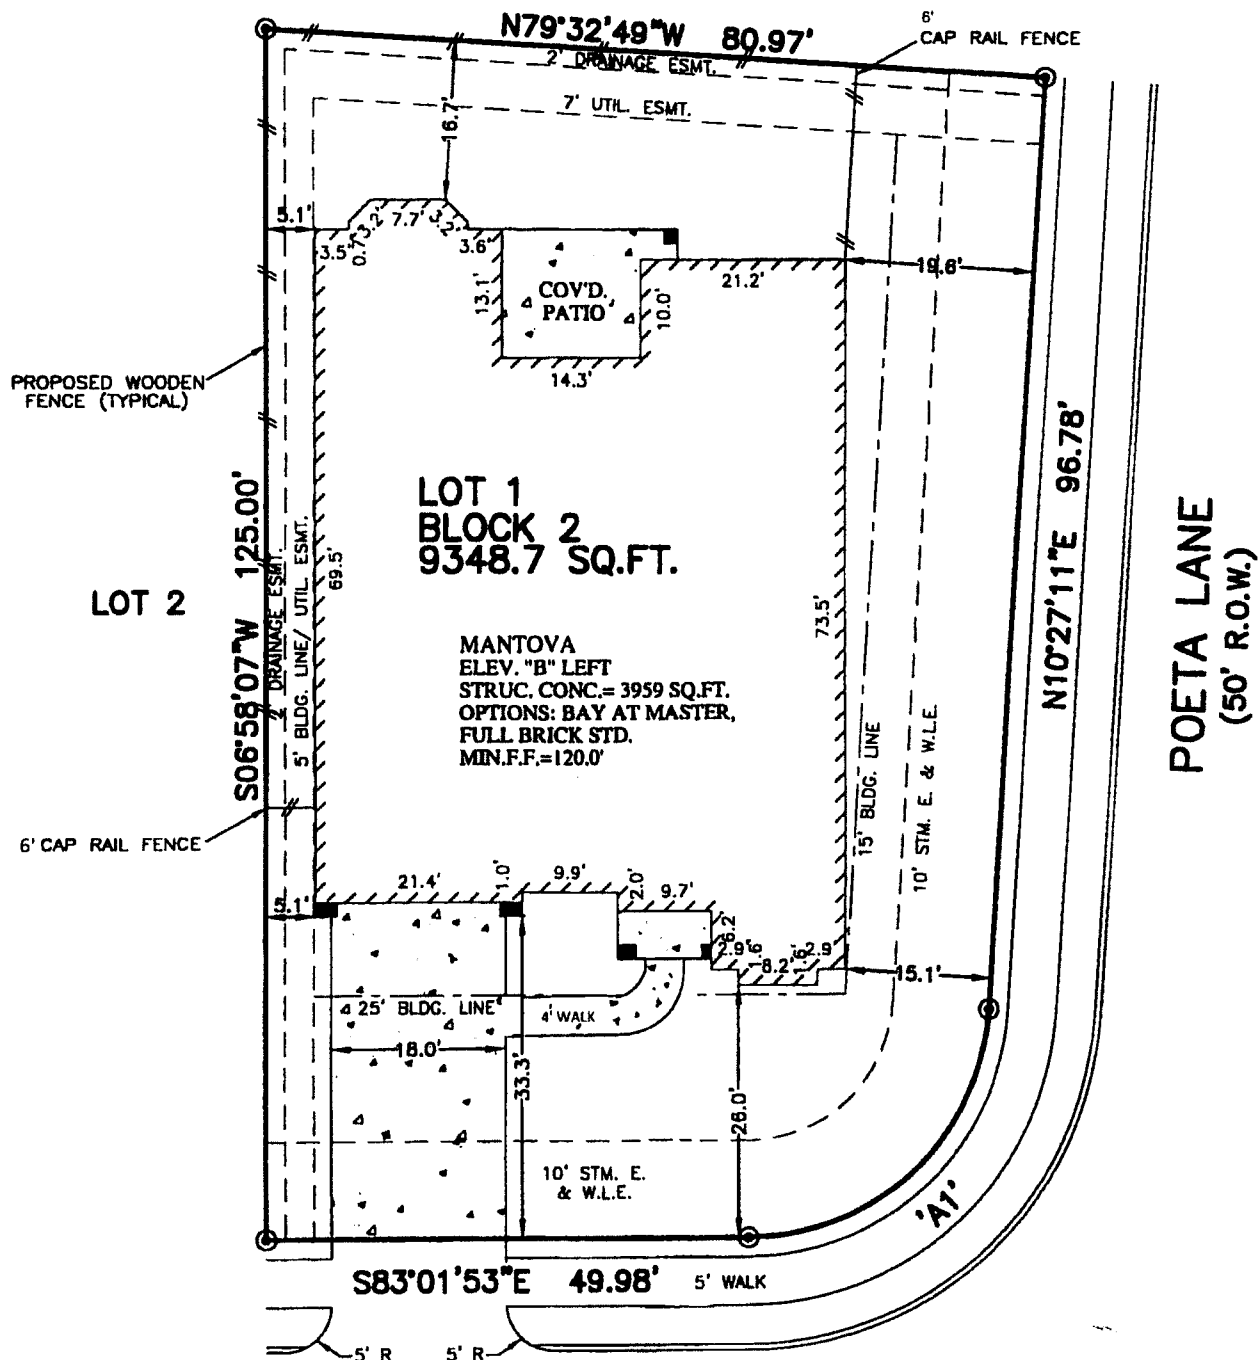 N79°32'49"W 80.97'
6'
CAP RAIL FENCE
2' DRAINAGE ESMT.
7' UTIL. ESMT.
16.7'
5.1'
3.5'
0.7'
3.2'
7.7'
3.2'
3.6'
13.1'
COV'D.
PATIO
10.0'
14.3'
21.2'
19.6'
PROPOSED WOODEN
FENCE (TYPICAL)
LOT 1
BLOCK 2
9348.7 SQ.FT.
LOT 2
S06°58'07"W 125.00'
2' DRAINAGE ESMT.
5' BLDG. LINE/ UTIL. ESMT.
69.5'
73.5'
MANTOVA
ELEV. "B" LEFT
STRUC. CONC.= 3959 SQ.FT.
OPTIONS: BAY AT MASTER,
FULL BRICK STD.
MIN.F.F.=120.0'
15' BLDG. LINE
10' STM. E. & W.L.E.
N10°27'11"E 96.78'
POETA LANE
(50' R.O.W.)
6' CAP RAIL FENCE
5.1'
21.4'
1.0'
9.9'
2.0'
9.7'
6.2'
2.9'
1.6'
8.2'
1.6'
2.9'
15.1'
25' BLDG. LINE
4' WALK
18.0'
33.3'
26.0'
10' STM. E.
& W.L.E.
'A1'
S83°01'53"E 49.98'
5' WALK
5' R
5' R